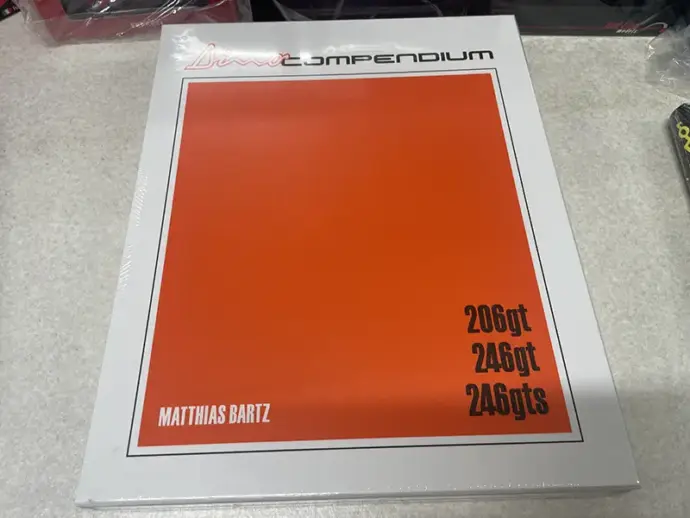 Dino COMPENDIUM
206gt
246gt
246gts
MATTHIAS BARTZ